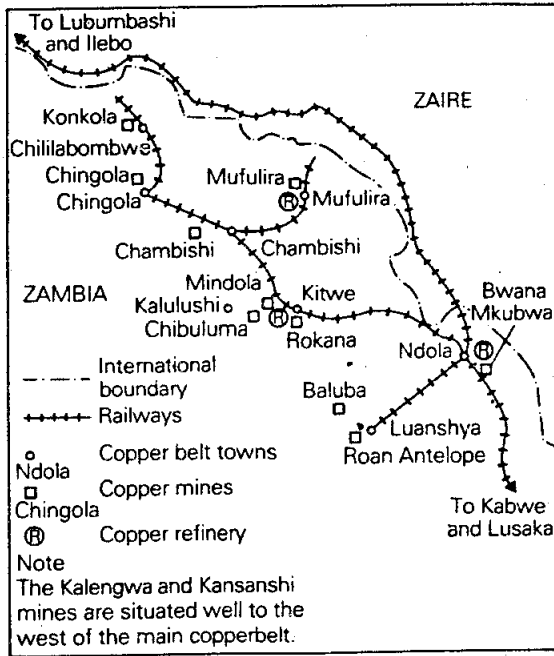 To Lubumbashi
and Ilebo
ZAIRE
Konkola
Chililabombwe
Chingola
Chingola
Mufulira
R
Mufulira
Chambishi
Chambishi
ZAMBIA
Mindola
Kitwe
Kalulushi
Chibuluma
R
Rokana
Bwana
Mkubwa
Ndola
R
Baluba
Luanshya
Roan Antelope
To Kabwe
and Lusaka
International
boundary
Railways
Copper belt towns
Ndola
Copper mines
Chingola
R
Copper refinery
Note
The Kalengwa and Kansanshi
mines are situated well to the
west of the main copperbelt.